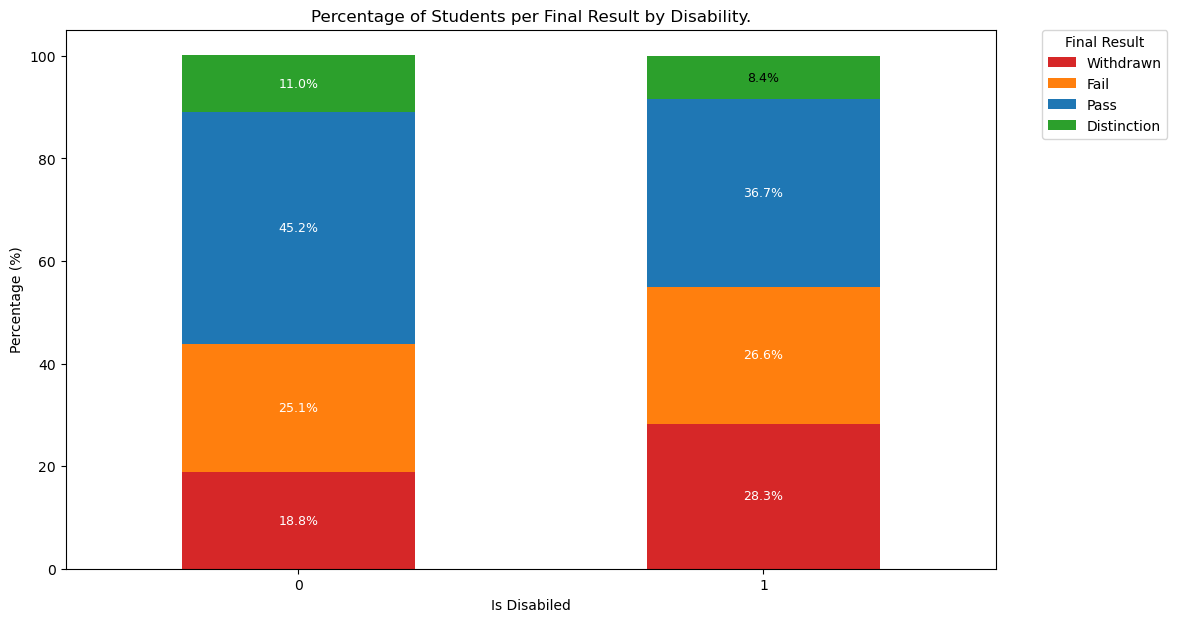 Percentage of Students per Final Result by Disability.
Final Result
Withdrawn
Fail
Pass
Distinction
Percentage (%)
100
80
60
40
20
0
11.0%
45.2%
25.1%
18.8%
8.4%
36.7%
26.6%
28.3%
0
1
Is Disabiled